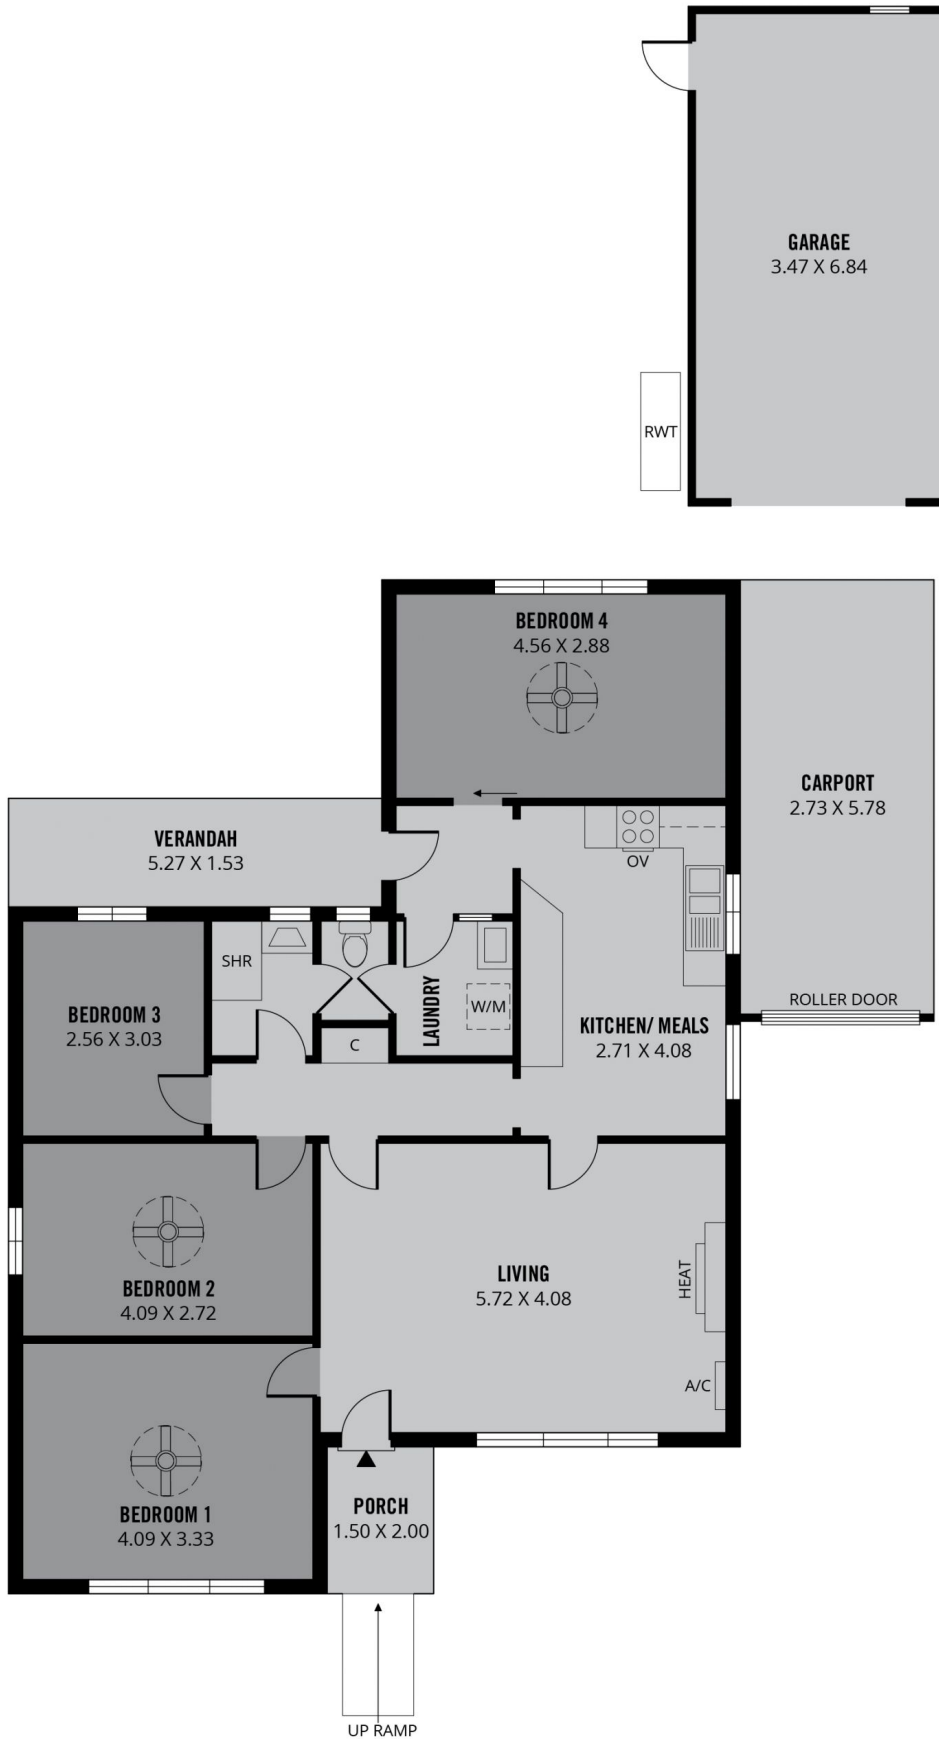 GARAGE
3.47 X 6.84
RWT
BEDROOM 4
4.56 X 2.88
CARPORT
2.73 X 5.78
VERANDAH
5.27 X 1.53
OV
SHR
LAUNDRY
W/M
ROLLER DOOR
BEDROOM 3
2.56 X 3.03
KITCHEN/ MEALS
2.71 X 4.08
C
LIVING
5.72 X 4.08
HEAT
BEDROOM 2
4.09 X 2.72
A/C
BEDROOM 1
4.09 X 3.33
PORCH
1.50 X 2.00
UP RAMP